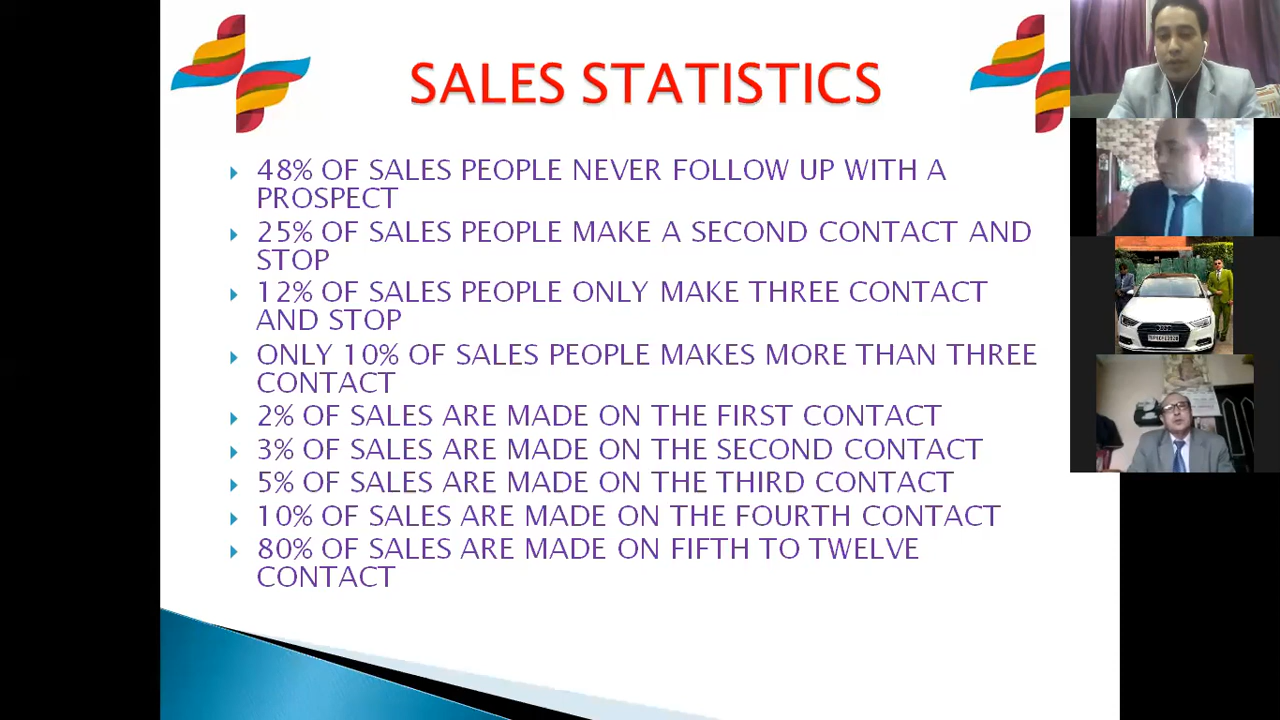 SALES STATISTICS
48% OF SALES PEOPLE NEVER FOLLOW UP WITH A
PROSPECT
25% OF SALES PEOPLE MAKE A SECOND CONTACT AND
STOP
12% OF SALES PEOPLE ONLY MAKE THREE CONTACT
AND STOP
ONLY 10% OF SALES PEOPLE MAKES MORE THAN THREE
CONTACT
2% OF SALES ARE MADE ON THE FIRST CONTACT
3% OF SALES ARE MADE ON THE SECOND CONTACT
5% OF SALES ARE MADE ON THE THIRD CONTACT
10% OF SALES ARE MADE ON THE FOURTH CONTACT
80% OF SALES ARE MADE ON FIFTH TO TWELVE
CONTACT